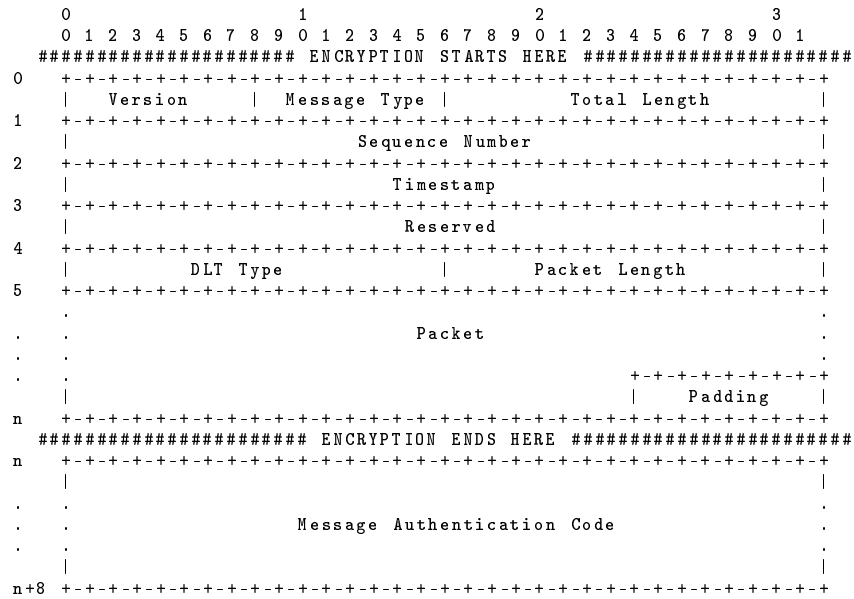 0 1 2 3
0 1 2 3 4 5 6 7 8 9 0 1 2 3 4 5 6 7 8 9 0 1 2 3 4 5 6 7 8 9 0 1
###################### ENCRYPTION STARTS HERE #######################
0 +-+-+-+-+-+-+-+-+-+-+-+-+-+-+-+-+-+-+-+-+-+-+-+-+-+-+-+-+-+-+-+-+
| Version | Message Type | Total Length |
1 +-+-+-+-+-+-+-+-+-+-+-+-+-+-+-+-+-+-+-+-+-+-+-+-+-+-+-+-+-+-+-+-+
| Sequence Number |
2 +-+-+-+-+-+-+-+-+-+-+-+-+-+-+-+-+-+-+-+-+-+-+-+-+-+-+-+-+-+-+-+-+
| Timestamp |
3 +-+-+-+-+-+-+-+-+-+-+-+-+-+-+-+-+-+-+-+-+-+-+-+-+-+-+-+-+-+-+-+-+
| Reserved |
4 +-+-+-+-+-+-+-+-+-+-+-+-+-+-+-+-+-+-+-+-+-+-+-+-+-+-+-+-+-+-+-+-+
| DLT Type | Packet Length |
5 +-+-+-+-+-+-+-+-+-+-+-+-+-+-+-+-+-+-+-+-+-+-+-+-+-+-+-+-+-+-+-+-+
. .
. . Packet .
. . .
. . +-+-+-+-+-+-+-+-+
| | Padding |
n +-+-+-+-+-+-+-+-+-+-+-+-+-+-+-+-+-+-+-+-+-+-+-+-+-+-+-+-+-+-+-+-+
####################### ENCRYPTION ENDS HERE ########################
n +-+-+-+-+-+-+-+-+-+-+-+-+-+-+-+-+-+-+-+-+-+-+-+-+-+-+-+-+-+-+-+-+
| |
. . .
. . Message Authentication Code .
. . .
| |
n+8 +-+-+-+-+-+-+-+-+-+-+-+-+-+-+-+-+-+-+-+-+-+-+-+-+-+-+-+-+-+-+-+-+